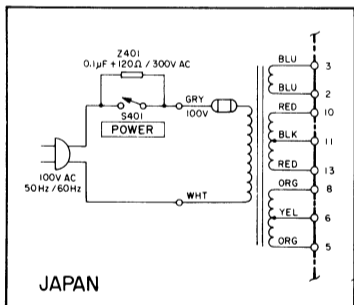 Z401
0.1µF+120Ω/300V AC
S401
POWER
GRY
100V
100V AC
50Hz/60Hz
WHT
BLU 3
BLU 2
RED 10
BLK 11
RED 13
ORG 8
YEL 6
ORG 5
JAPAN